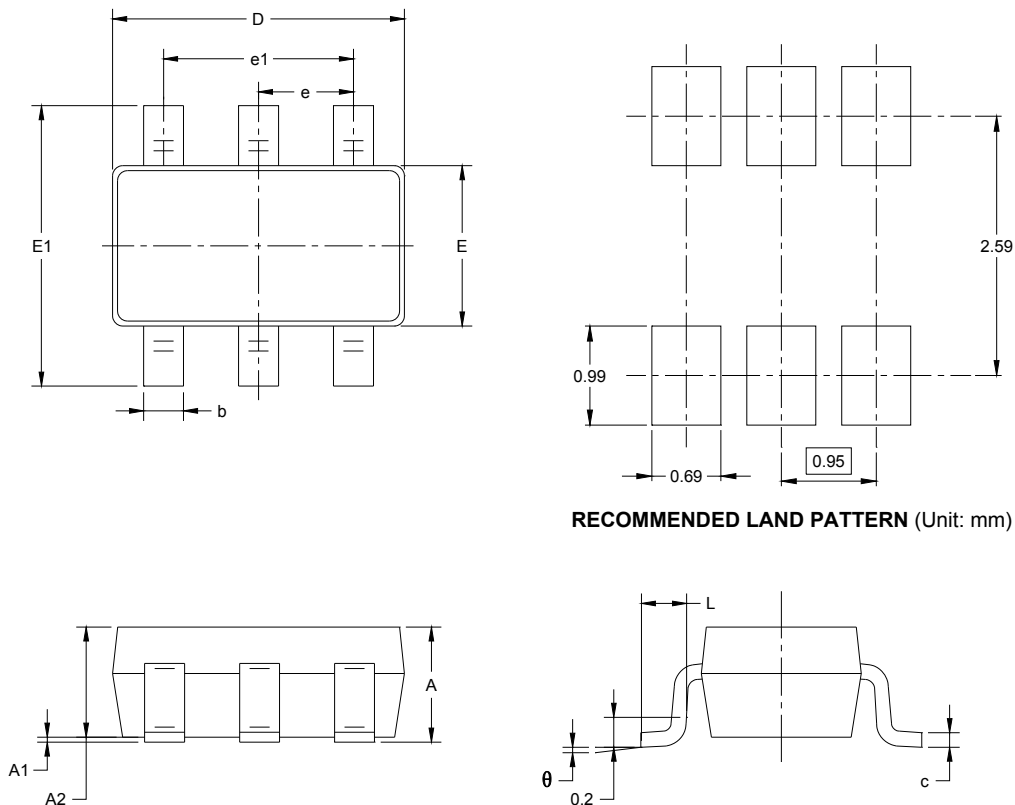 D
e1
e
E1
E
b
2.59
0.99
0.69
0.95
RECOMMENDED LAND PATTERN (Unit: mm)
L
A
A1
A2
θ
0.2
c